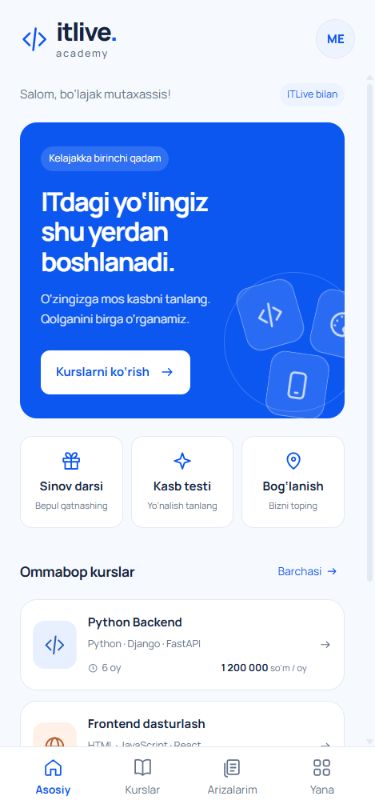 itlive.
academy
ME
Salom, bo‘lajak mutaxassis!
ITLive bilan
Kelajakka birinchi qadam
ITdagi yo‘lingiz
shu yerdan
boshlanadi.
O‘zingizga mos kasbni tanlang.
Qolganini birga o‘rganamiz.
Kurslarni ko‘rish →
Sinov darsi
Bepul qatnashing
Kasb testi
Yo‘nalish tanlang
Bog‘lanish
Bizni toping
Ommabop kurslar
Barchasi →
Python Backend
Python · Django · FastAPI
6 oy
1 200 000 so‘m / oy
Frontend dasturlash
HTML · JavaScript · React
Asosiy
Kurslar
Arizalarim
Yana